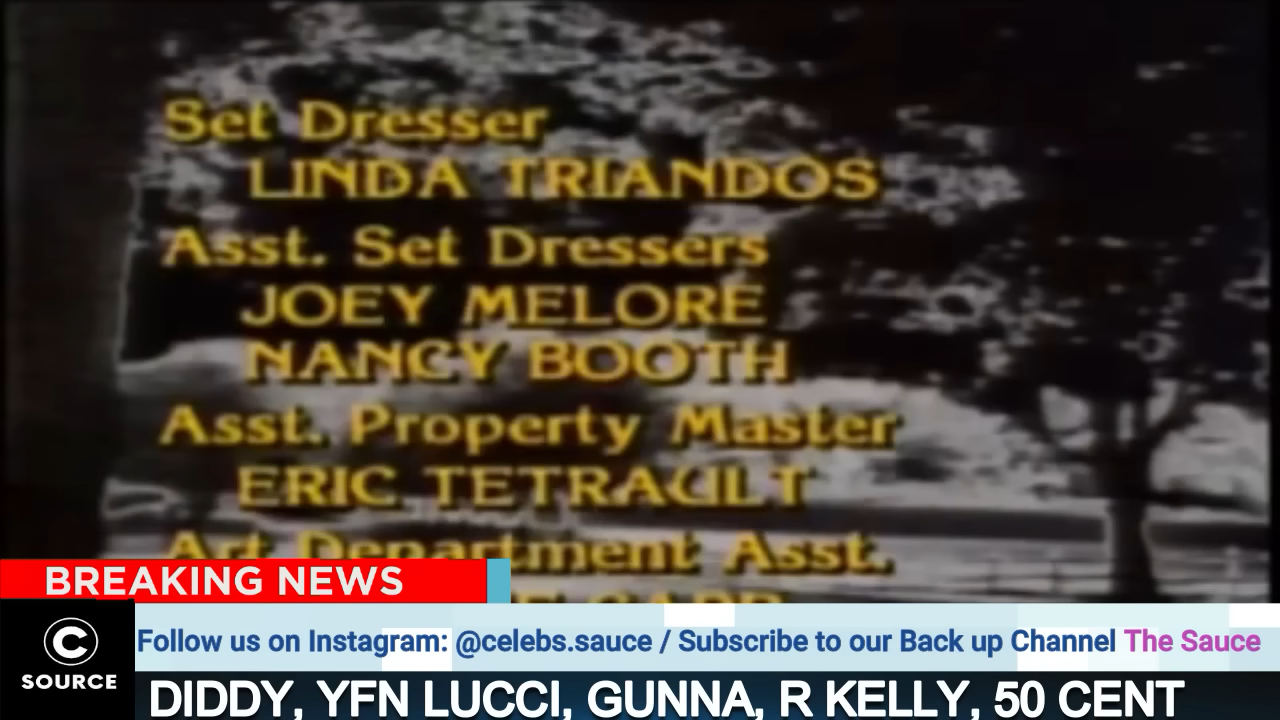 Set Dresser
LINDA TRIANDOS
Asst. Set Dressers
JOEY MELORE
NANCY BOOTH
Asst. Property Master
ERIC TETRAULT
Art Department Asst.
BREAKING NEWS
C
SOURCE
Follow us on Instagram: @celebs.sauce / Subscribe to our Back up Channel The Sauce
DIDDY, YFN LUCCI, GUNNA, R KELLY, 50 CENT